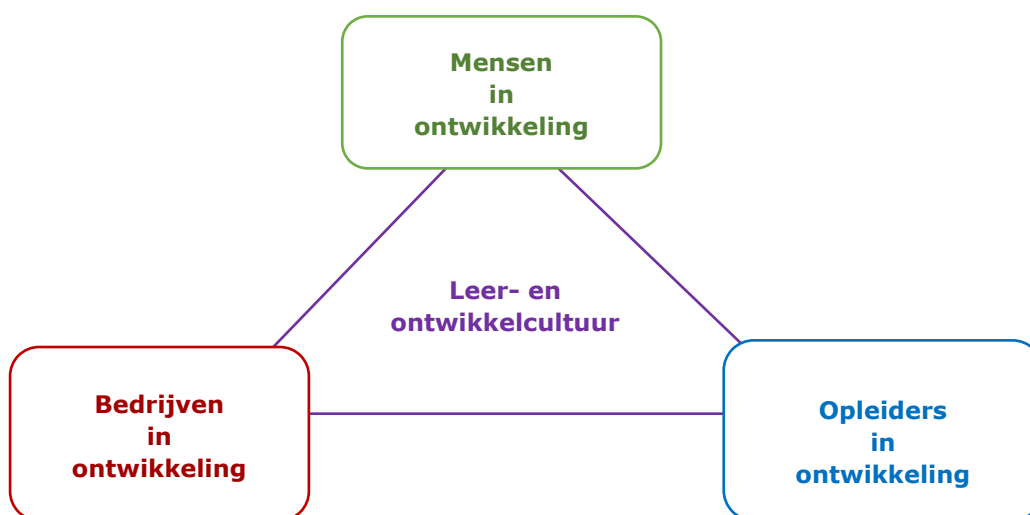 Mensen
in
ontwikkeling
Leer- en
ontwikkelcultuur
Bedrijven
in
ontwikkeling
Opleiders
in
ontwikkeling